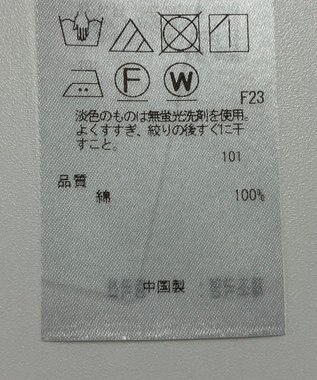 F W
F23
淡色のものは無蛍光洗剤を使用。
よくすすぎ、絞りの後すぐに干
すこと。
101
品質
綿 100%
中国製